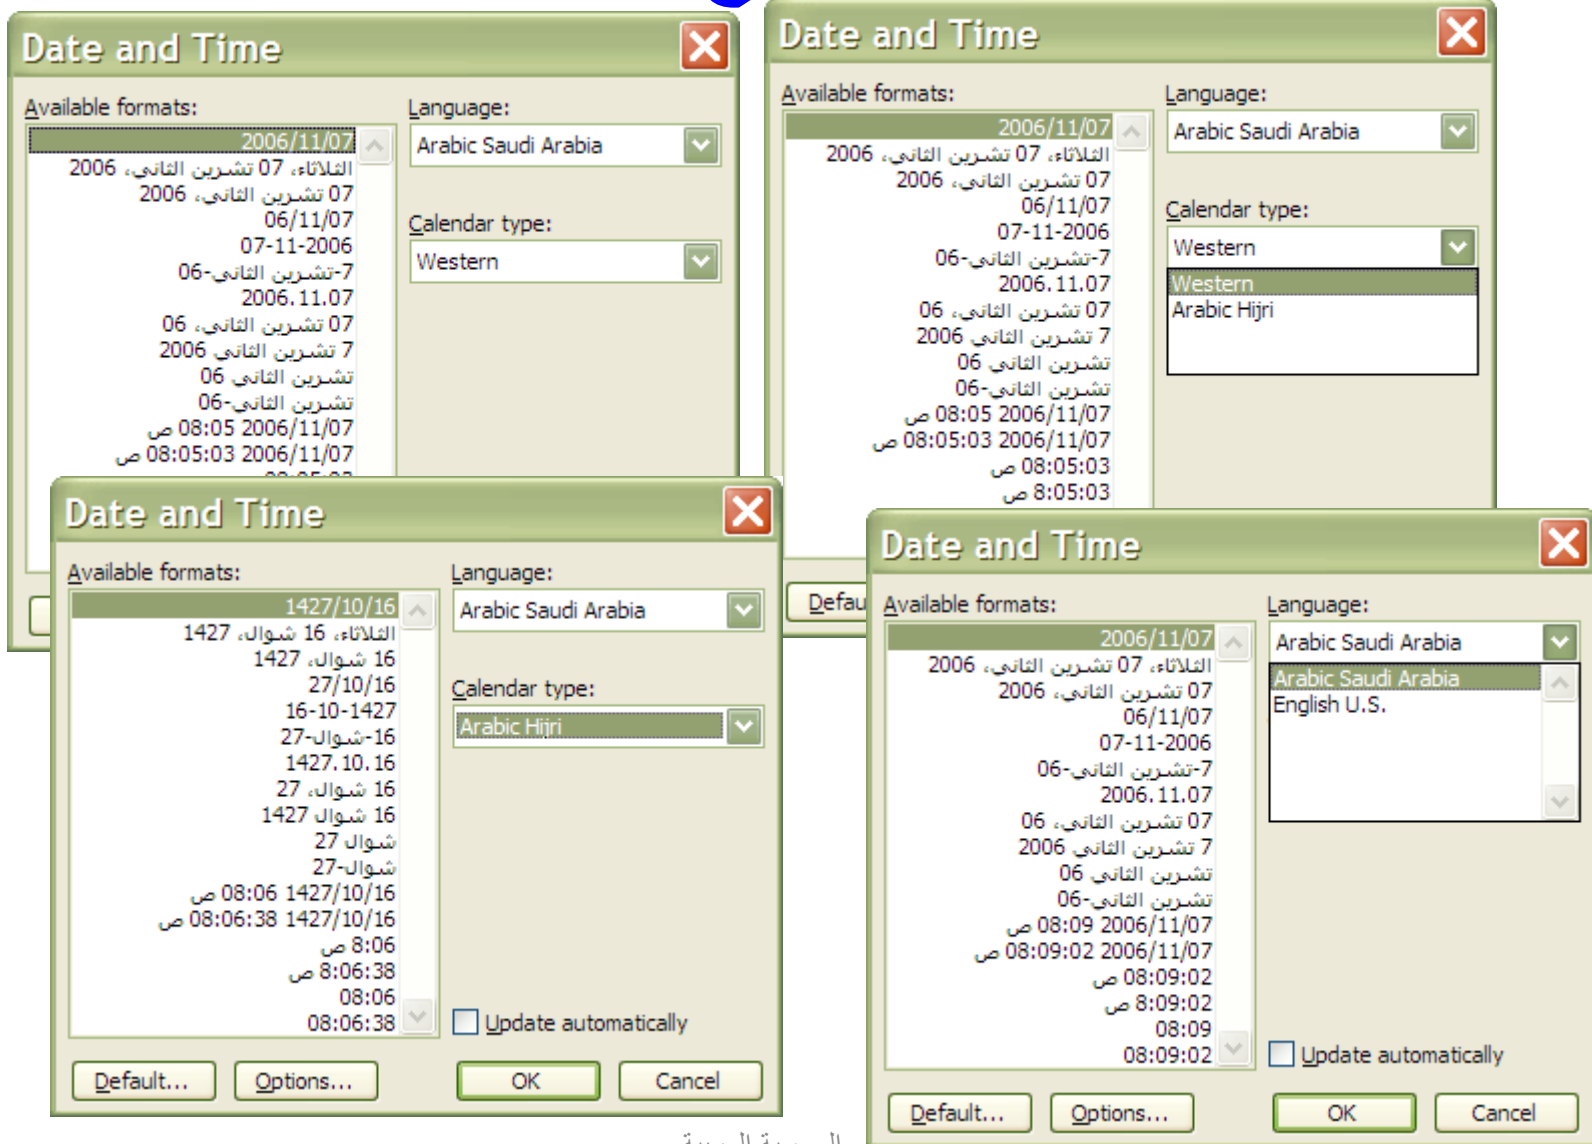 Date and Time
Available formats:
Language:
2006/11/07
Arabic Saudi Arabia
الثلاثاء، 07 تشرين الثاني، 2006
07 تشرين الثاني، 2006
06/11/07
Calendar type:
07-11-2006
Western
7-تشرين الثاني-06
2006.11.07
07 تشرين الثاني، 06
7 تشرين الثاني 2006
تشرين الثاني 06
تشرين الثاني-06
2006/11/07 08:05 ص
2006/11/07 08:05:03 ص
Date and Time
Available formats:
Language:
2006/11/07
Arabic Saudi Arabia
الثلاثاء، 07 تشرين الثاني، 2006
07 تشرين الثاني، 2006
06/11/07
Calendar type:
07-11-2006
Western
7-تشرين الثاني-06
Western
2006.11.07
Arabic Hijri
07 تشرين الثاني، 06
7 تشرين الثاني 2006
تشرين الثاني 06
تشرين الثاني-06
2006/11/07 08:05 ص
2006/11/07 08:05:03 ص
08:05:03 ص
8:05:03 ص
Defau
Date and Time
Available formats:
Language:
1427/10/16
Arabic Saudi Arabia
الثلاثاء، 16 شوال، 1427
16 شوال، 1427
27/10/16
Calendar type:
16-10-1427
Arabic Hijri
16-شوال-27
1427.10.16
16 شوال، 27
16 شوال 1427
شوال 27
شوال-27
1427/10/16 08:06 ص
1427/10/16 08:06:38 ص
8:06 ص
8:06:38 ص
08:06
08:06:38
Update automatically
Default...
Options...
OK
Cancel
Date and Time
Available formats:
Language:
2006/11/07
Arabic Saudi Arabia
الثلاثاء، 07 تشرين الثاني، 2006
Arabic Saudi Arabia
07 تشرين الثاني، 2006
English U.S.
06/11/07
07-11-2006
7-تشرين الثاني-06
2006.11.07
07 تشرين الثاني، 06
7 تشرين الثاني 2006
تشرين الثاني 06
تشرين الثاني-06
2006/11/07 08:09 ص
2006/11/07 08:09:02 ص
08:09:02 ص
8:09:02 ص
08:09
08:09:02
Update automatically
Default...
Options...
OK
Cancel